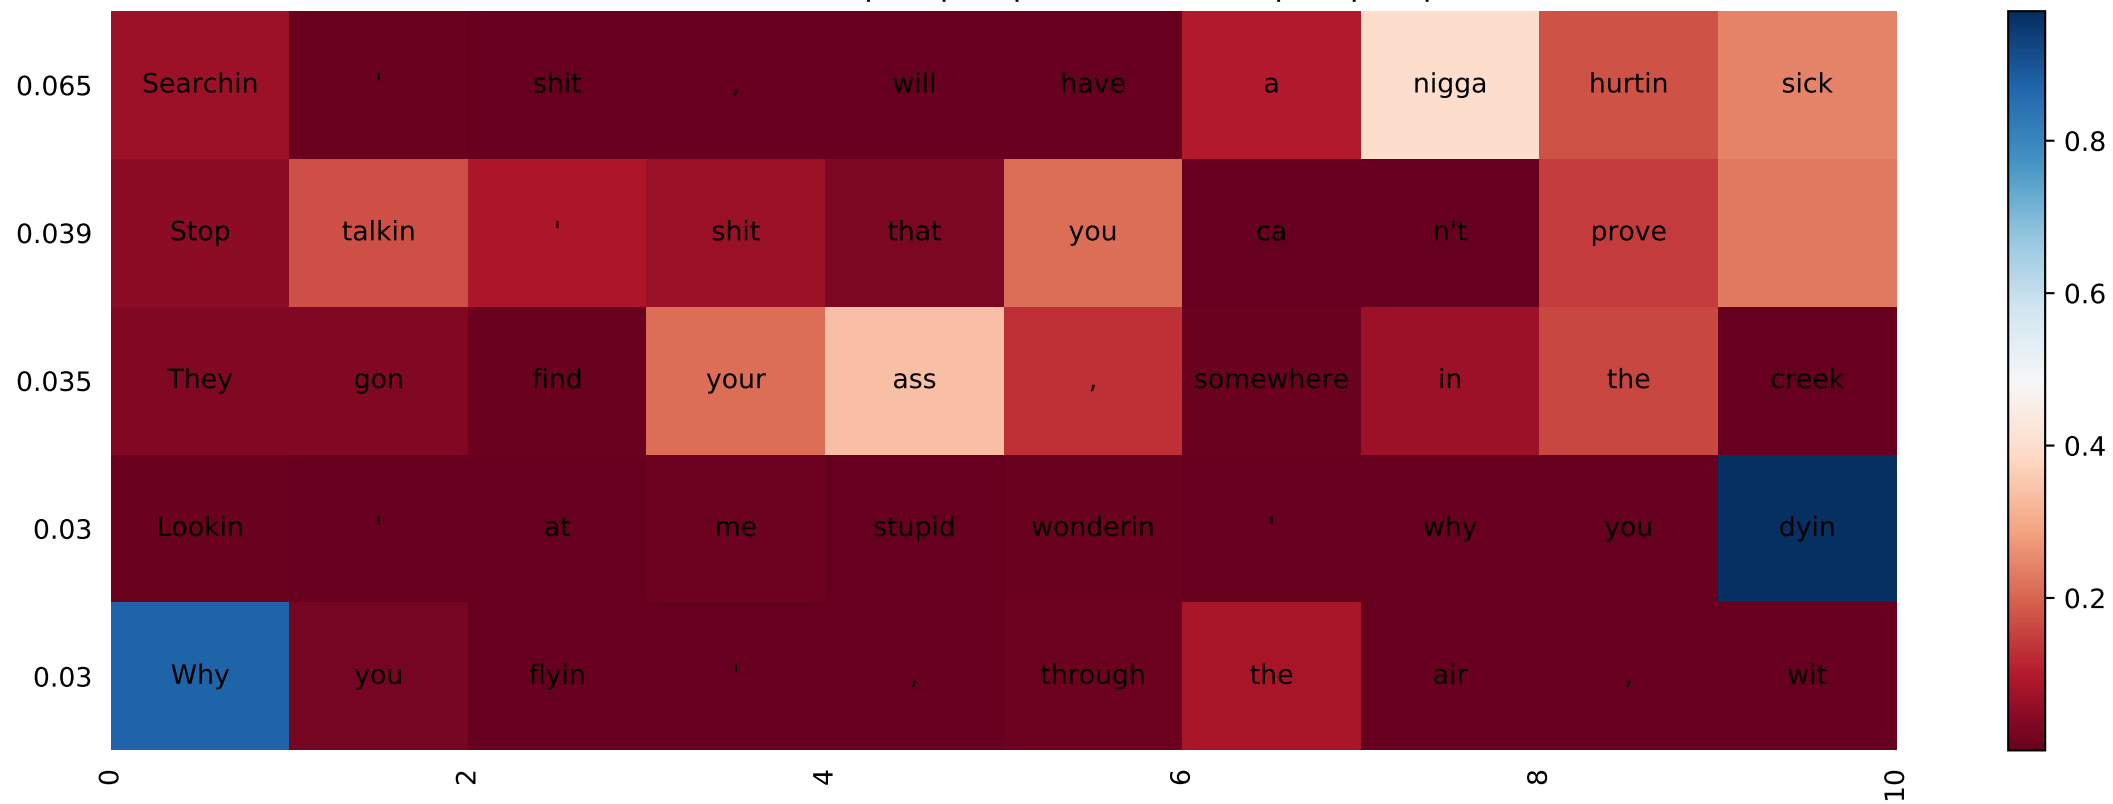 0.065 Searchin ' shit , will have a nigga hurtin sick
0.039 Stop talkin ' shit that you ca n't prove
0.035 They gon find your ass , somewhere in the creek
0.03 Lookin ' at me stupid wonderin ' why you dyin
0.03 Why you flyin ' , through the air , wit
0 2 4 6 8 10
0.8
0.6
0.4
0.2